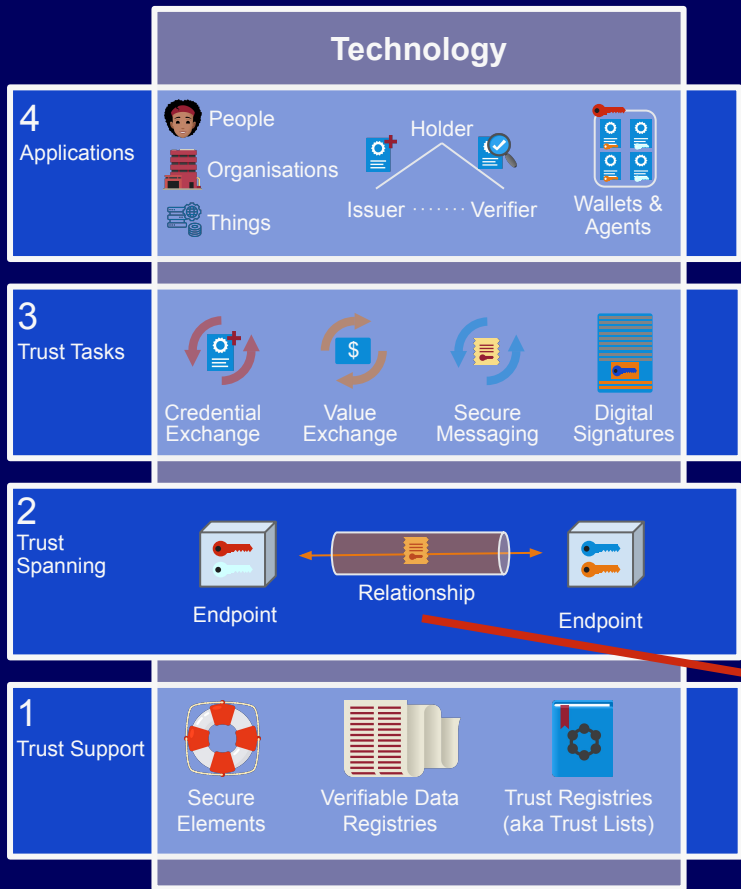 Technology
4
Applications
People
Organisations
Things
Holder
Issuer ······· Verifier
Wallets &
Agents
3
Trust Tasks
Credential
Exchange
$
Value
Exchange
Secure
Messaging
Digital
Signatures
2
Trust
Spanning
Endpoint
Relationship
Endpoint
1
Trust Support
Secure
Elements
Verifiable Data
Registries
Trust Registries
(aka Trust Lists)